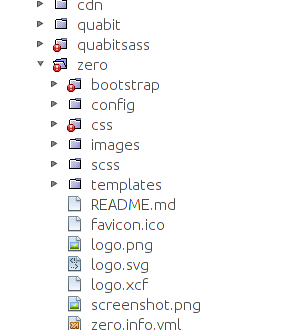 cdn
quabit
quabitsass
zero
bootstrap
config
css
images
scss
templates
README.md
favicon.ico
logo.png
logo.svg
logo.xcf
screenshot.png
zero.info.yml